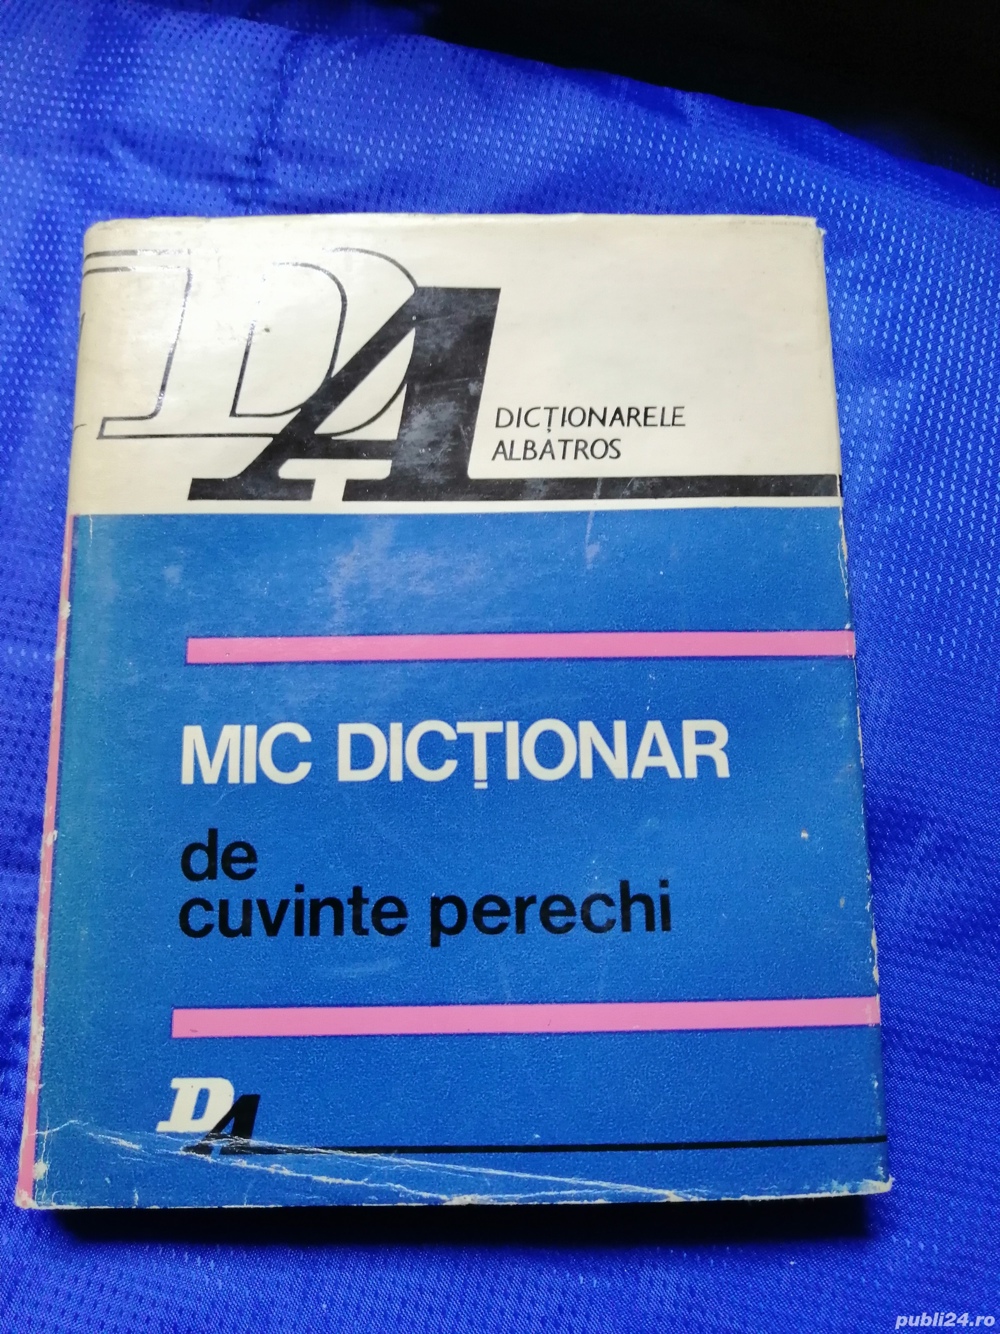 DA
DICȚIONARELE
ALBATROS
MIC DICȚIONAR
de
cuvinte perechi
DA
publi24.ro